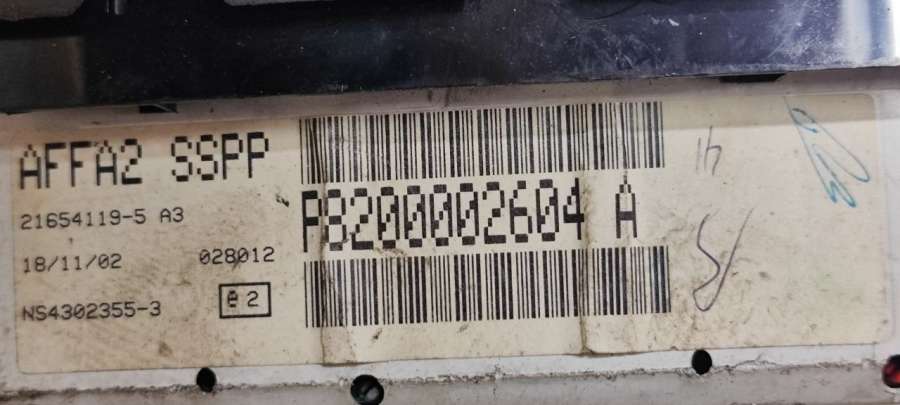 AFFA2 SSPP
21654119-5 A3
18/11/02 028012
NS4302355-3 e2
P8200002604 A